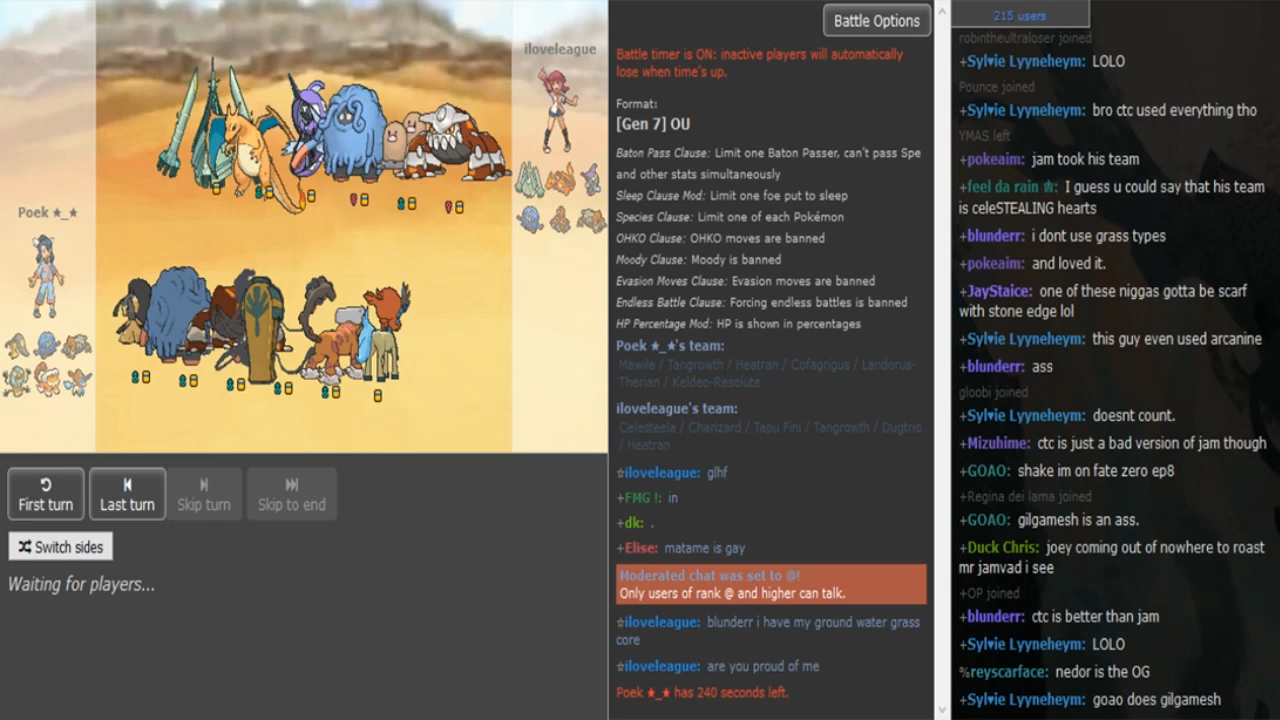 iloveleague
Poek ★_★
First turn
Last turn
Skip turn
Skip to end
Switch sides
Waiting for players...
Battle Options
Battle timer is ON: inactive players will automatically
lose when time's up.
Format:
[Gen 7] OU
Baton Pass Clause: Limit one Baton Passer, can't pass Spe
and other stats simultaneously
Sleep Clause Mod: Limit one foe put to sleep
Species Clause: Limit one of each Pokémon
OHKO Clause: OHKO moves are banned
Moody Clause: Moody is banned
Evasion Moves Clause: Evasion moves are banned
Endless Battle Clause: Forcing endless battles is banned
HP Percentage Mod: HP is shown in percentages
Poek ★_★'s team:
Mawile / Tangrowth / Heatran / Cofagrigus / Landorus-
Therian / Keldeo-Resolute
iloveleague's team:
Celesteela / Charizard / Tapu Fini / Tangrowth / Dugtrio
/ Heatran
☆iloveleague: glhf
+FMG !: in
+dk: .
+Elise: matame is gay
Moderated chat was set to @!
Only users of rank @ and higher can talk.
☆iloveleague: blunderr i have my ground water grass
core
☆iloveleague: are you proud of me
Poek ★_★ has 240 seconds left.
215 users
robintheultraloser joined
+Sylvie Lyyneheym: LOLO
Pounce joined
+Sylvie Lyyneheym: bro ctc used everything tho
YMAS left
+pokeaim: jam took his team
+feel da rain ♕: I guess u could say that his team
is celeSTEALING hearts
+blunderr: i dont use grass types
+pokeaim: and loved it.
+JayStaice: one of these niggas gotta be scarf
with stone edge lol
+Sylvie Lyyneheym: this guy even used arcanine
+blunderr: ass
gloobi joined
+Sylvie Lyyneheym: doesnt count.
+Mizuhime: ctc is just a bad version of jam though
+GOAO: shake im on fate zero ep8
+Regina dei lama joined
+GOAO: gilgamesh is an ass.
+Duck Chris: joey coming out of nowhere to roast
mr jamvad i see
+OP joined
+blunderr: ctc is better than jam
+Sylvie Lyyneheym: LOLO
%reyscarface: nedor is the OG
+Sylvie Lyyneheym: goao does gilgamesh